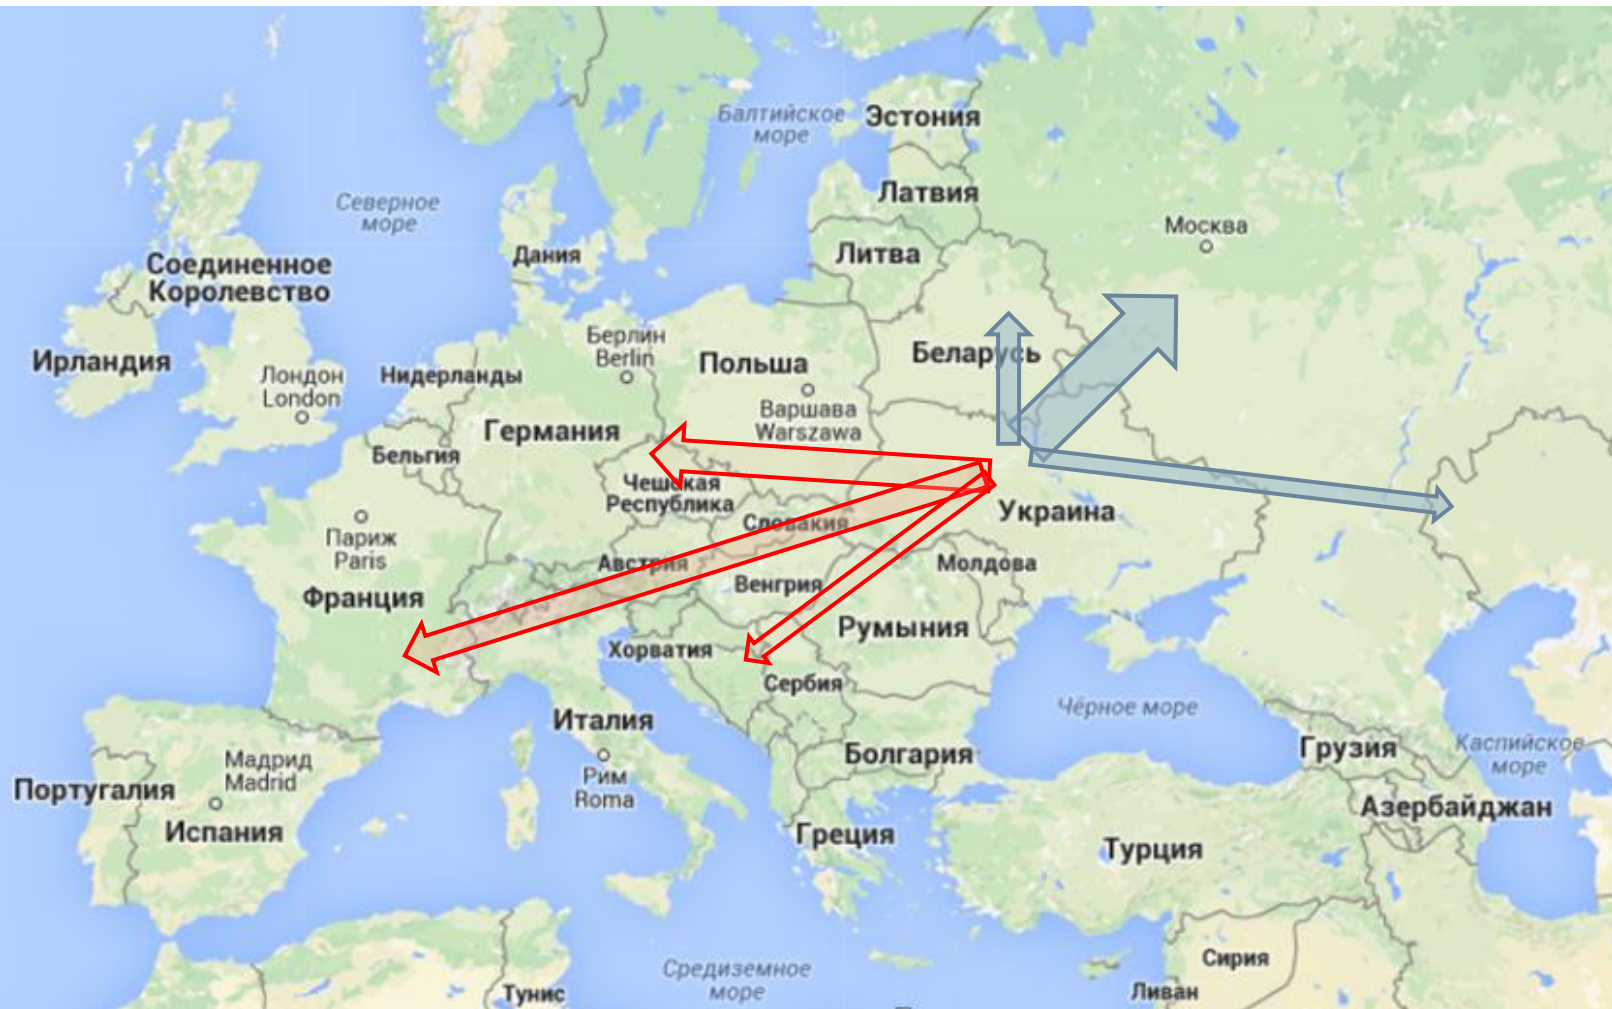 Эстония
Балтийское
море
Латвия
Северное
море
Москва
Литва
Дания
Соединенное
Королевство
Берлин
Berlin
Беларусь
Польша
Ирландия
Лондон
London
Нидерланды
Варшава
Warszawa
Германия
Бельгия
Чешская
Республика
Украина
Словакия
Париж
Paris
Австрия
Молдова
Венгрия
Франция
Румыния
Хорватия
Сербия
Чёрное море
Италия
Грузия
Каспийское
море
Болгария
Мадрид
Madrid
Рим
Roma
Португалия
Азербайджан
Испания
Греция
Турция
Сирия
Средиземное
море
Тунис
Ливан